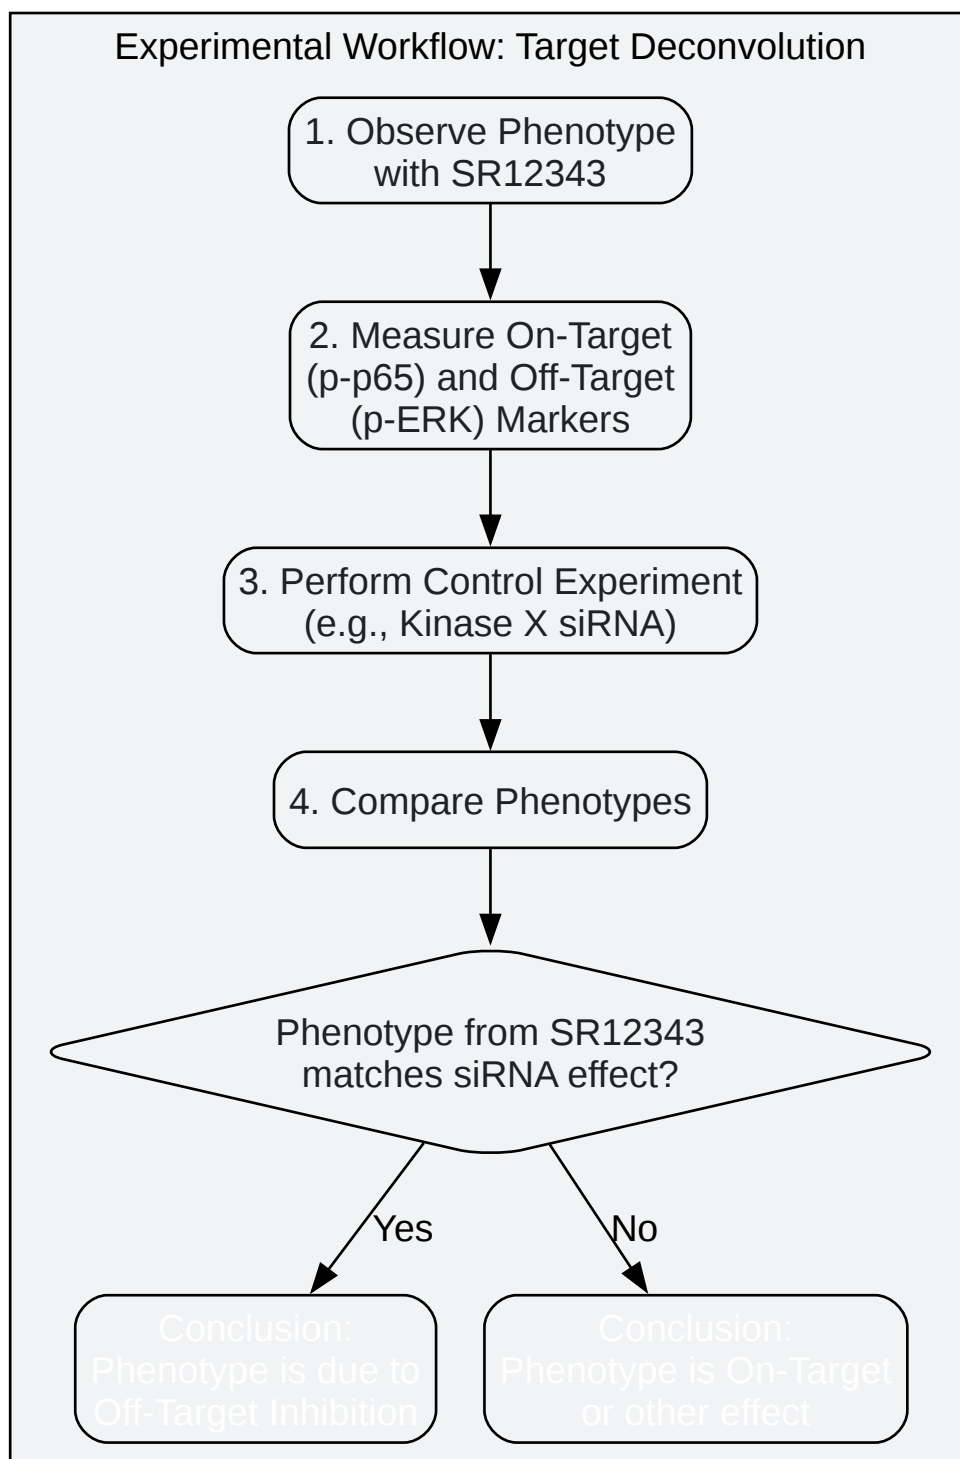 Experimental Workflow: Target Deconvolution
1. Observe Phenotype
with SR12343
2. Measure On-Target
(p-p65) and Off-Target
(p-ERK) Markers
3. Perform Control Experiment
(e.g., Kinase X siRNA)
4. Compare Phenotypes
Phenotype from SR12343
matches siRNA effect?
Yes
No
Conclusion:
Phenotype is due to
Off-Target Inhibition
Conclusion:
Phenotype is On-Target
or other effect